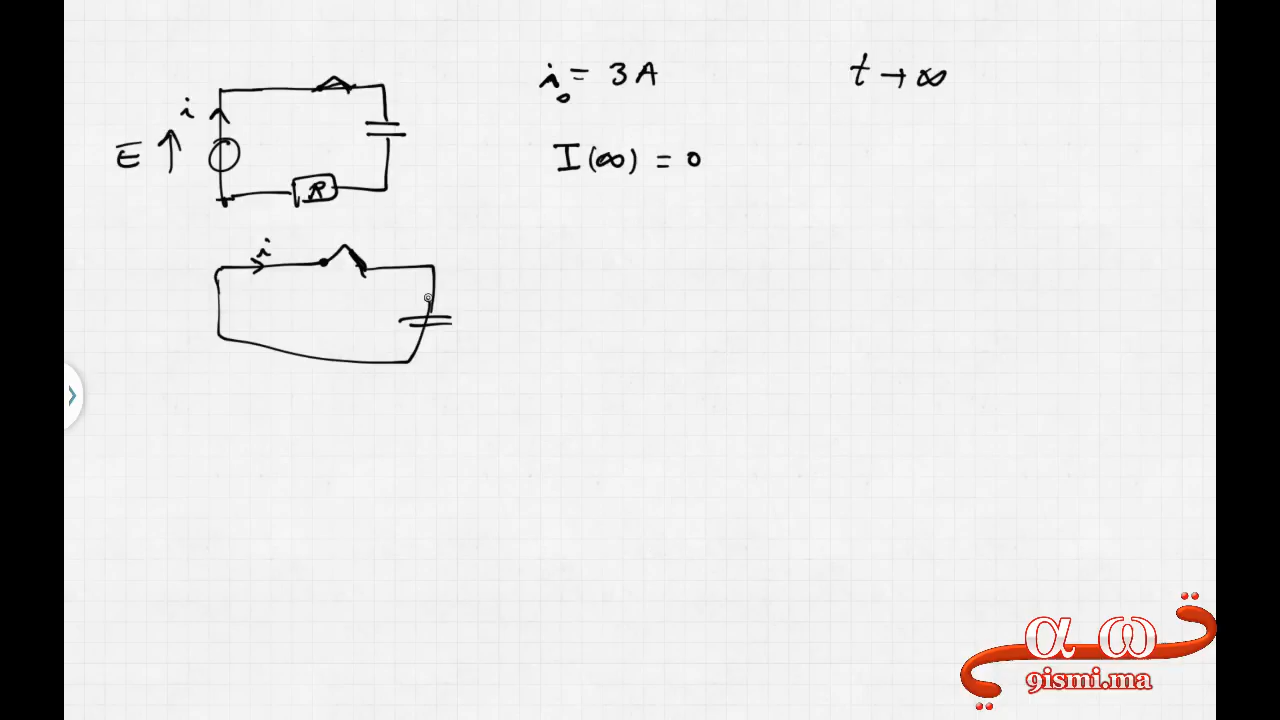 i₀ = 3A
t → ∞
i
E
I(∞) = 0
R
i
α ω
9ismi.ma